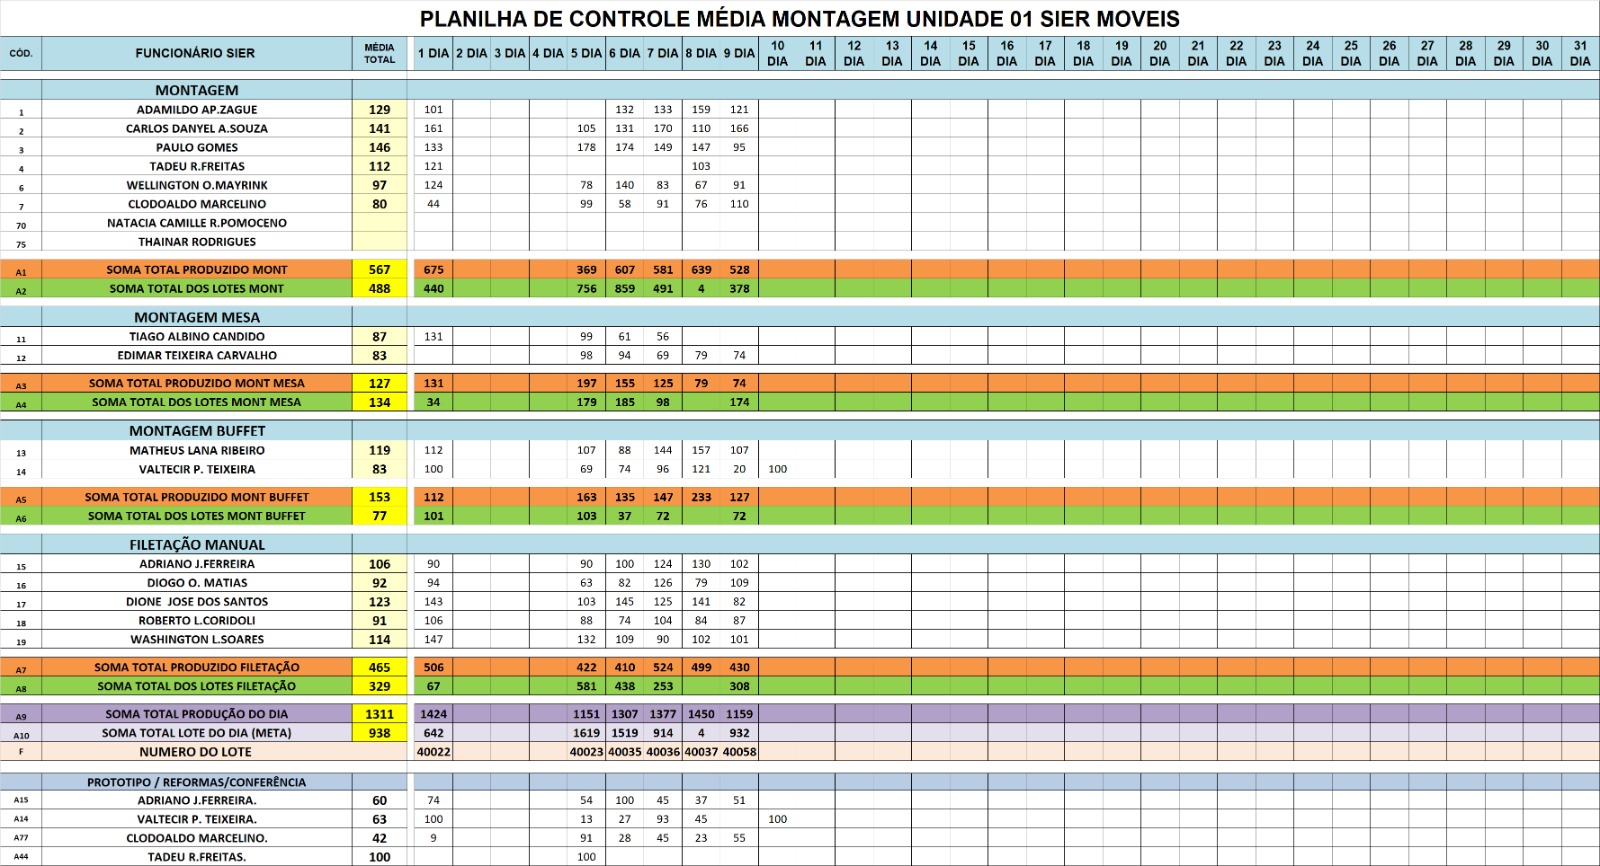 PLANILHA DE CONTROLE MÉDIA MONTAGEM UNIDADE 01 SIER MOVEIS
CÓD. FUNCIONÁRIO SIER MÉDIA TOTAL 1 DIA 2 DIA 3 DIA 4 DIA 5 DIA 6 DIA 7 DIA 8 DIA 9 DIA 10 DIA 11 DIA 12 DIA 13 DIA 14 DIA 15 DIA 16 DIA 17 DIA 18 DIA 19 DIA 20 DIA 21 DIA 22 DIA 23 DIA 24 DIA 25 DIA 26 DIA 27 DIA 28 DIA 29 DIA 30 DIA 31 DIA
MONTAGEM
1 ADAMILDO AP.ZAGUE 129 101 132 133 159 121
2 CARLOS DANYEL A.SOUZA 141 161 105 131 170 110 166
3 PAULO GOMES 146 133 178 174 149 147 95
4 TADEU R.FREITAS 112 121 103
6 WELLINGTON O.MAYRINK 97 124 78 140 83 67 91
7 CLODOALDO MARCELINO 80 44 99 58 91 76 110
70 NATACIA CAMILLE R.POMOCENO
75 THAINAR RODRIGUES
A1 SOMA TOTAL PRODUZIDO MONT 567 675 369 607 581 639 528
A2 SOMA TOTAL DOS LOTES MONT 488 440 756 859 491 4 378
MONTAGEM MESA
11 TIAGO ALBINO CANDIDO 87 131 99 61 56
12 EDIMAR TEIXEIRA CARVALHO 83 98 94 69 79 74
A3 SOMA TOTAL PRODUZIDO MONT MESA 127 131 197 155 125 79 74
A4 SOMA TOTAL DOS LOTES MONT MESA 134 34 179 185 98 174
MONTAGEM BUFFET
13 MATHEUS LANA RIBEIRO 119 112 107 88 144 157 107
14 VALTECIR P. TEIXEIRA 83 100 69 74 96 121 20 100
A5 SOMA TOTAL PRODUZIDO MONT BUFFET 153 112 163 135 147 233 127
A6 SOMA TOTAL DOS LOTES MONT BUFFET 77 101 103 37 72 72
FILETAÇÃO MANUAL
15 ADRIANO J.FERREIRA 106 90 90 100 124 130 102
16 DIOGO O. MATIAS 92 94 63 82 126 79 109
17 DIONE JOSE DOS SANTOS 123 143 103 145 125 141 82
18 ROBERTO L.CORIDOLI 91 106 88 74 104 84 87
19 WASHINGTON L.SOARES 114 147 132 109 90 102 101
A7 SOMA TOTAL PRODUZIDO FILETAÇÃO 465 506 422 410 524 499 430
A8 SOMA TOTAL DOS LOTES FILETAÇÃO 329 67 581 438 253 308
A9 SOMA TOTAL PRODUÇÃO DO DIA 1311 1424 1151 1307 1377 1450 1159
A10 SOMA TOTAL LOTE DO DIA (META) 938 642 1619 1519 914 4 932
F NUMERO DO LOTE 40022 40023 40035 40036 40037 40058
PROTOTIPO / REFORMAS/CONFERÊNCIA
A15 ADRIANO J.FERREIRA. 60 74 54 100 45 37 51
A14 VALTECIR P. TEIXEIRA. 63 100 13 27 93 45 100
A77 CLODOALDO MARCELINO. 42 9 91 28 45 23 55
A44 TADEU R.FREITAS. 100 100